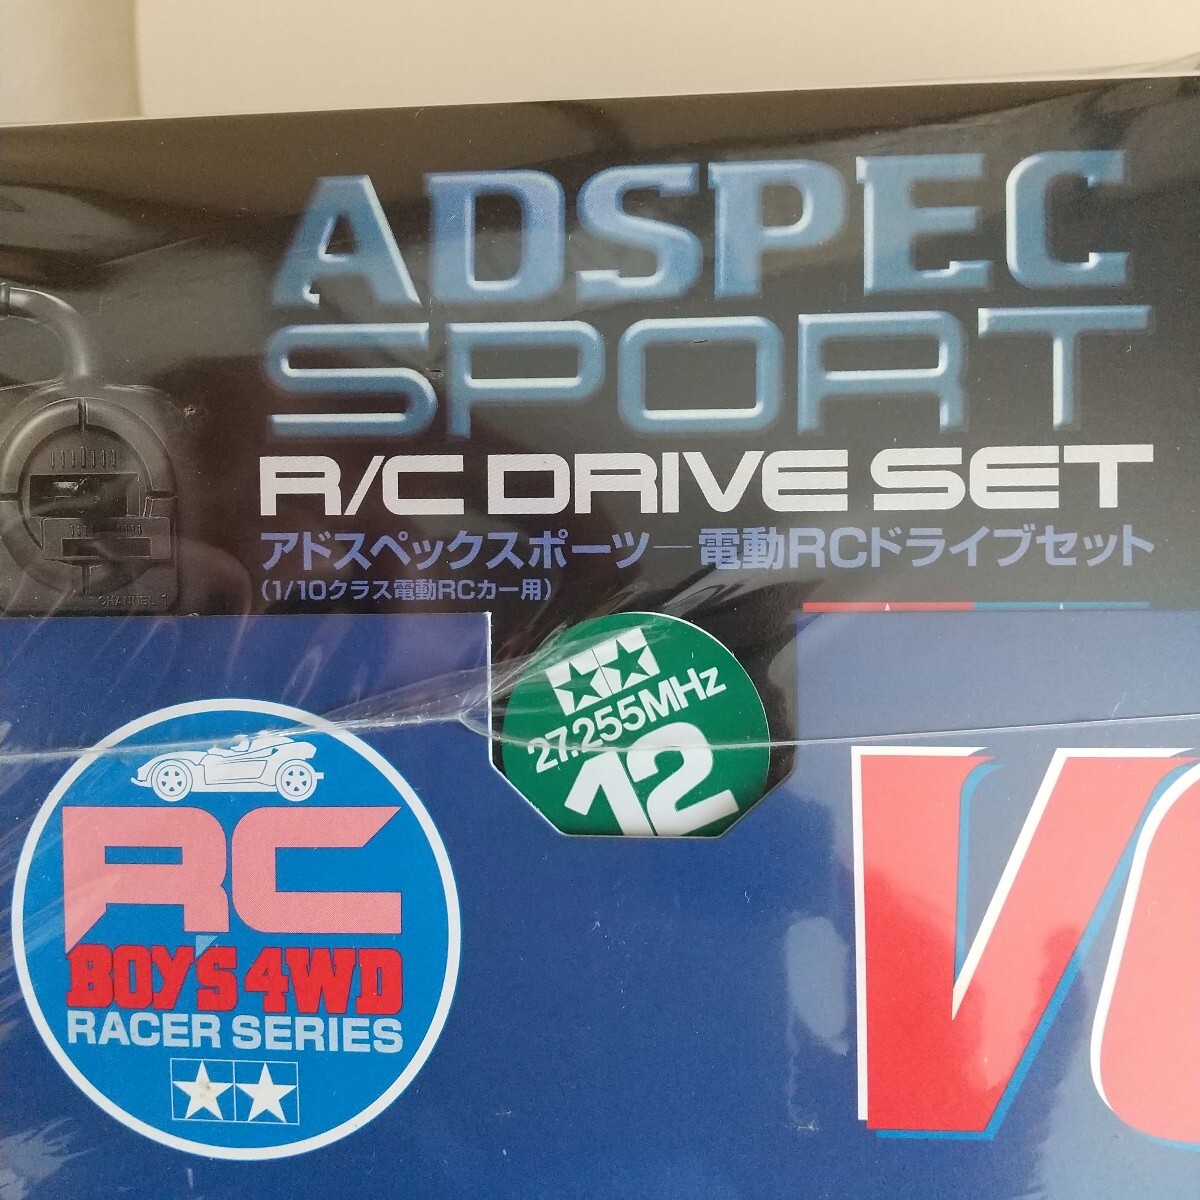 ADSPEC
SPORT
R/C DRIVE SET
アドスペックスポーツ—電動RCドライブセット
(1/10クラス電動RCカー用)
CHANNEL 1
27.255MHz
12
RC
BOY'S 4WD
RACER SERIES